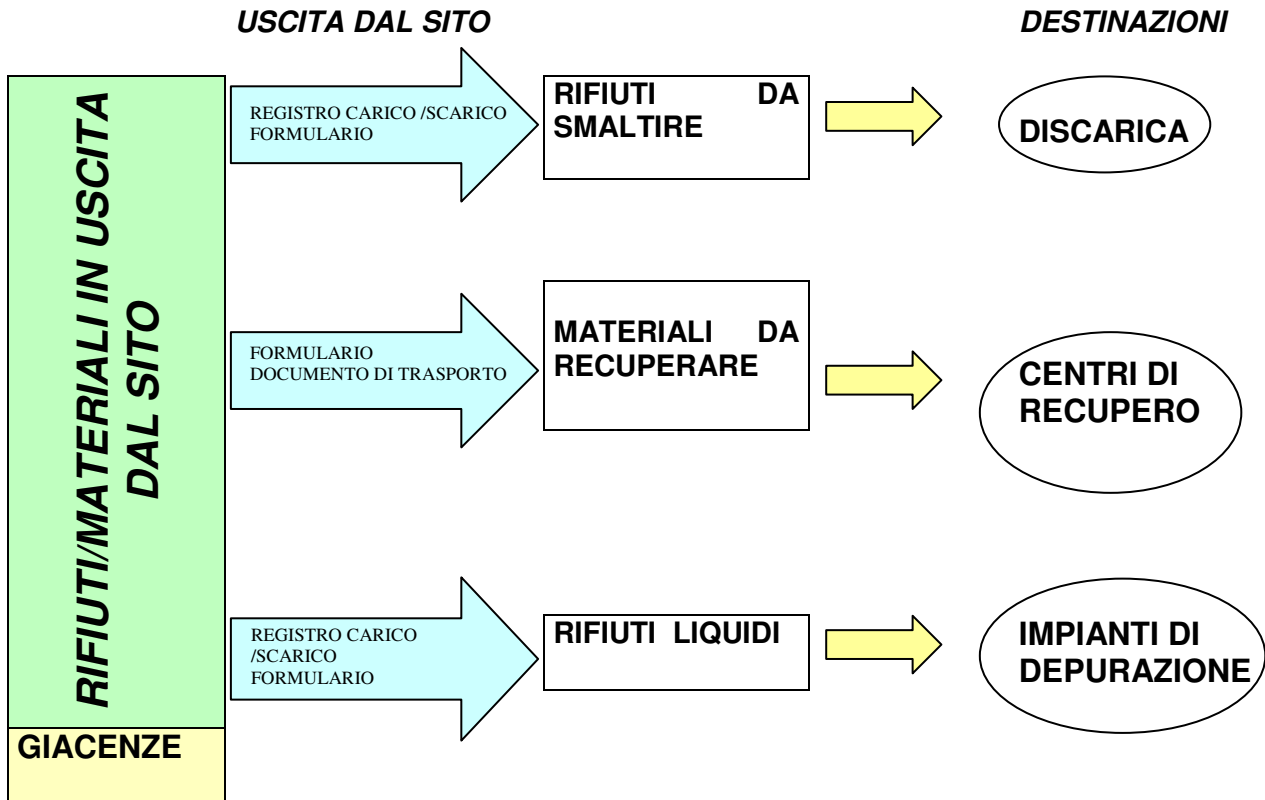 USCITA DAL SITO
DESTINAZIONI
RIFIUTI/MATERIALI IN USCITA
DAL SITO
REGISTRO CARICO /SCARICO
FORMULARIO
RIFIUTI DA
SMALTIRE
DISCARICA
FORMULARIO
DOCUMENTO DI TRASPORTO
MATERIALI DA
RECUPERARE
CENTRI DI
RECUPERO
REGISTRO CARICO
/SCARICO
FORMULARIO
RIFIUTI LIQUIDI
IMPIANTI DI
DEPURAZIONE
GIACENZE